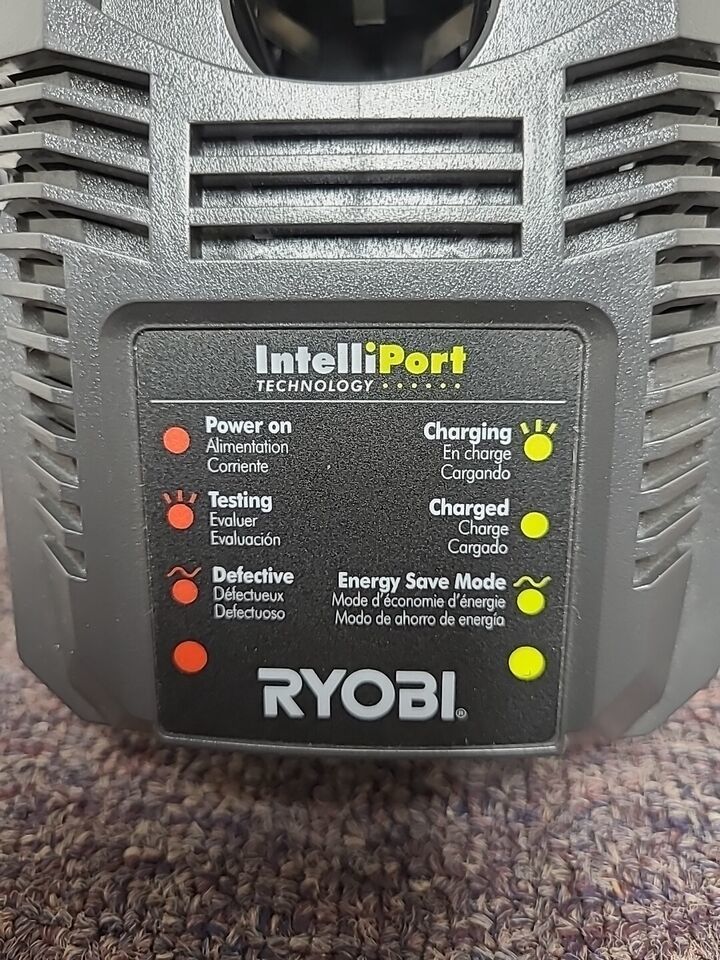 IntelliPort
TECHNOLOGY
Power on
Alimentation
Corriente
Testing
Evaluer
Evaluación
Defective
Défectueux
Defectuoso
Charging
En charge
Cargando
Charged
Charge
Cargado
Energy Save Mode
Mode d'économie d'énergie
Modo de ahorro de energía
RYOBI®